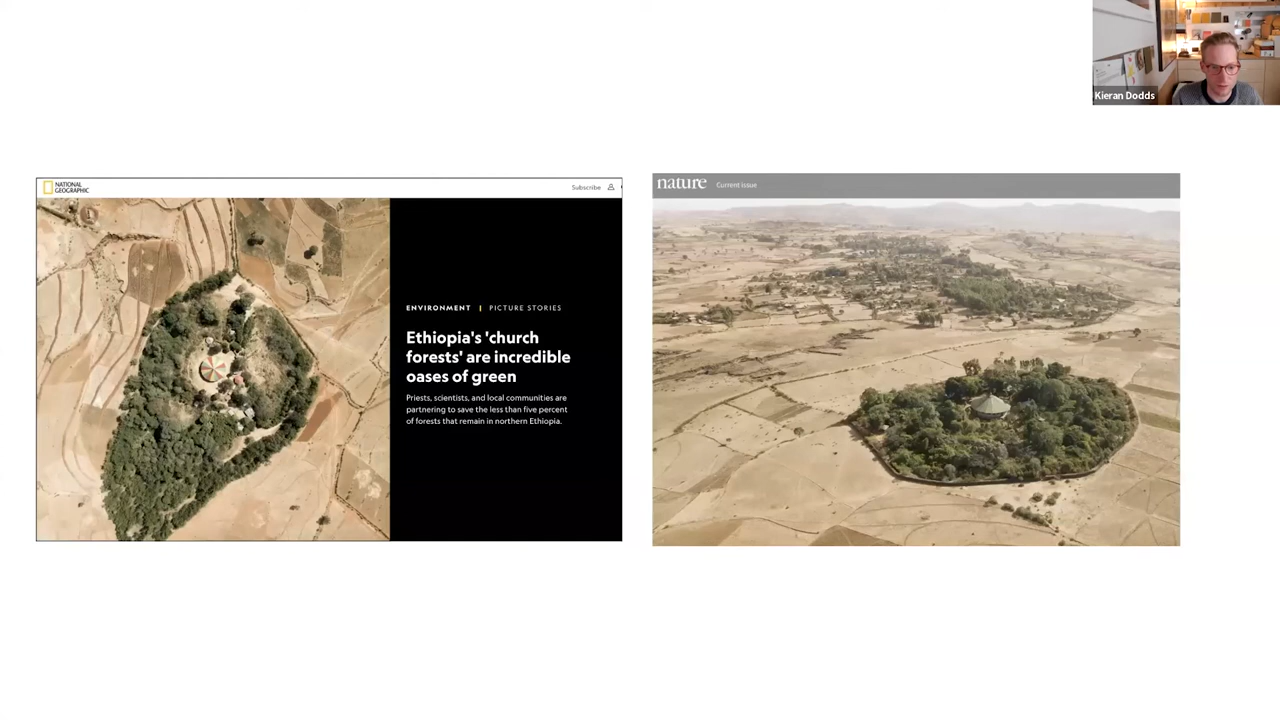 Kieran Dodds
NATIONAL
GEOGRAPHIC
Subscribe
ENVIRONMENT | PICTURE STORIES
Ethiopia's 'church
forests' are incredible
oases of green
Priests, scientists, and local communities are
partnering to save the less than five percent
of forests that remain in northern Ethiopia.
nature Current issue